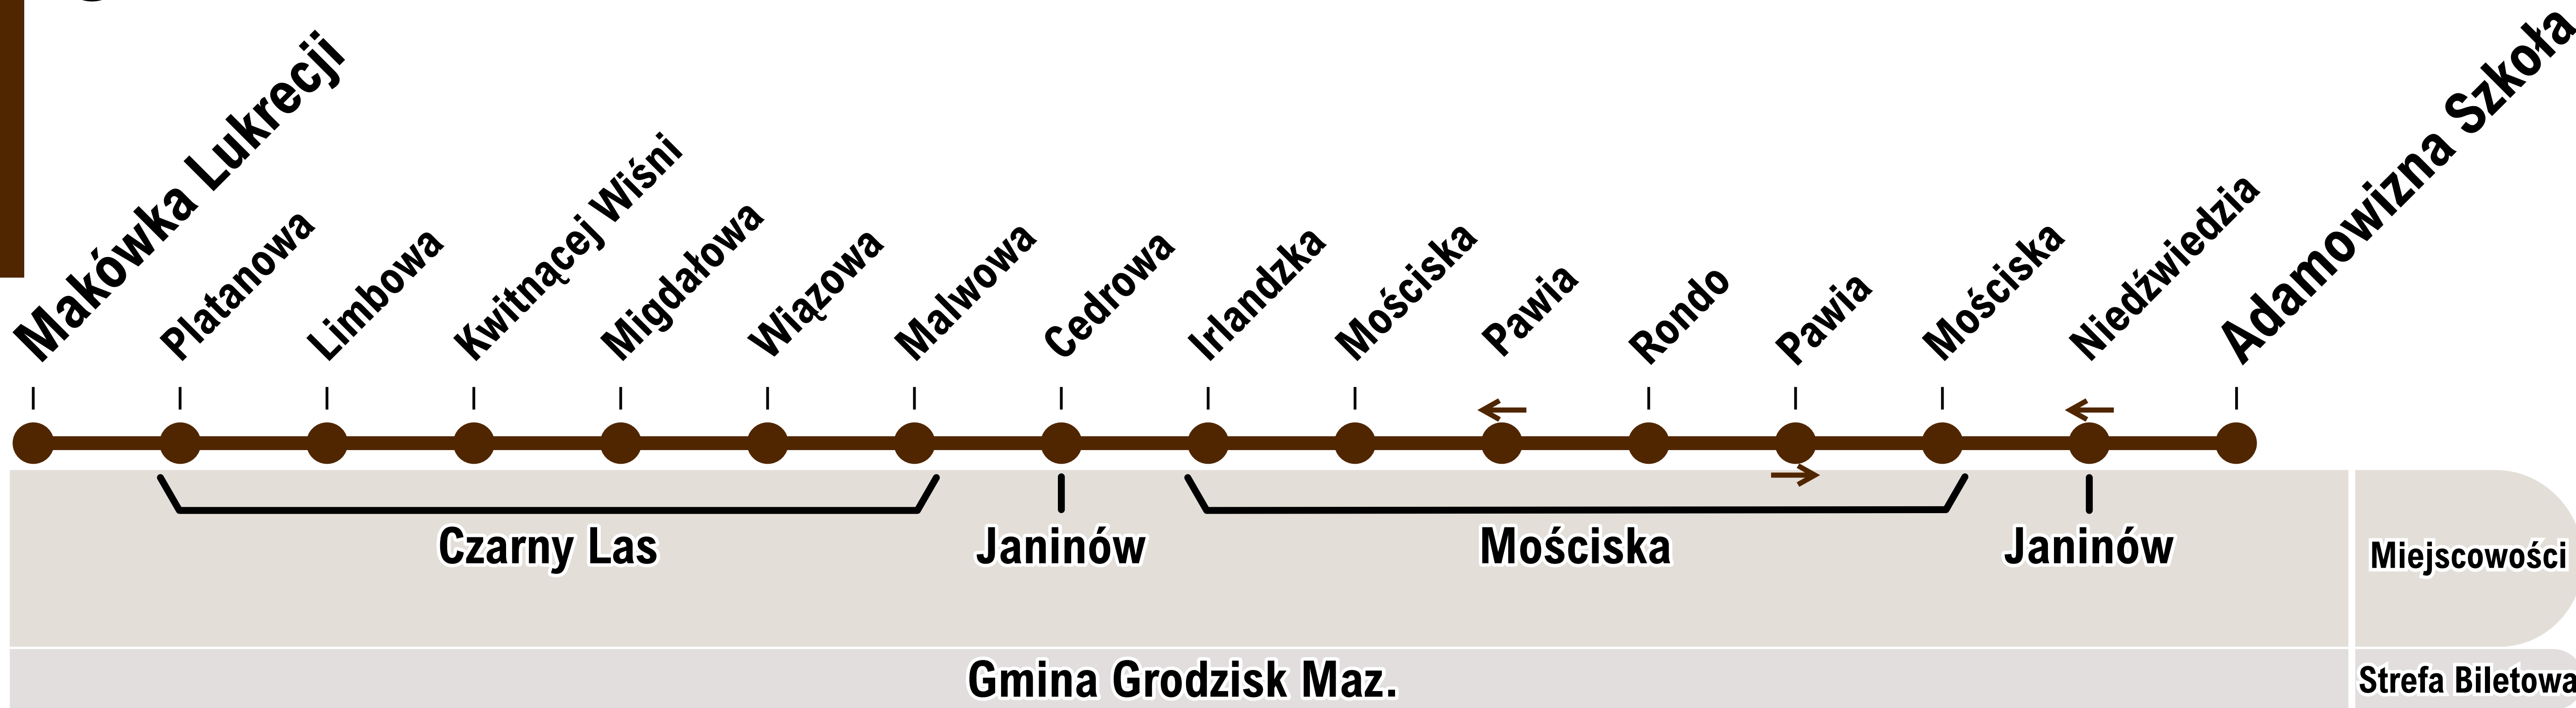 Makówka Lukrecji
Platanowa
Limbowa
Kwitnącej Wiśni
Migdałowa
Wiązowa
Malwowa
Cedrowa
Irlandzka
Mościska
Pawia
Rondo
Pawia
Mościska
Niedźwiedzia
Adamowizna Szkoła
Czarny Las
Janinów
Mościska
Janinów
Miejscowości
Gmina Grodzisk Maz.
Strefa Biletowa